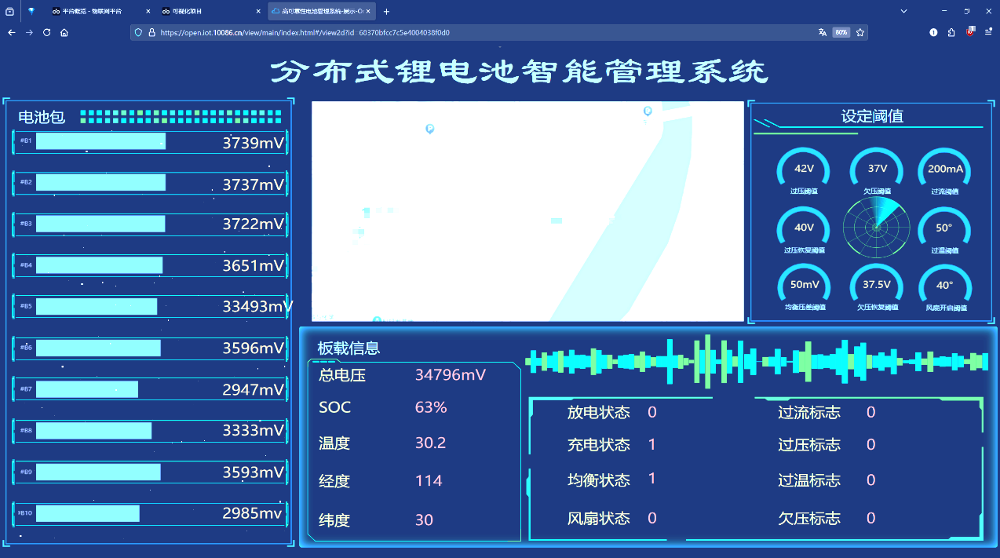 平台概览 - 物联网平台
可视化项目
高可靠性电池管理系统-展示-On
https://open.iot.10086.cn/view/main/index.html#/view2d?id=68370bfcc7c5e4004038f0d0
80%
分布式锂电池智能管理系统
电池包
#B1 3739mV
#B2 3737mV
#B3 3722mV
#B4 3651mV
#B5 33493mV
#B6 3596mV
#B7 2947mV
#B8 3333mV
#B9 3593mV
#B10 2985mv
设定阈值
42V 37V 200mA
过压阈值 欠压阈值 过流阈值
40V 50°
过压恢复阈值 过温阈值
50mV 37.5V 40°
均衡压差阈值 欠压恢复阈值 风扇开启阈值
板载信息
总电压 34796mV
SOC 63%
温度 30.2
经度 114
纬度 30
放电状态 0 过流标志 0
充电状态 1 过压标志 0
均衡状态 1 过温标志 0
风扇状态 0 欠压标志 0